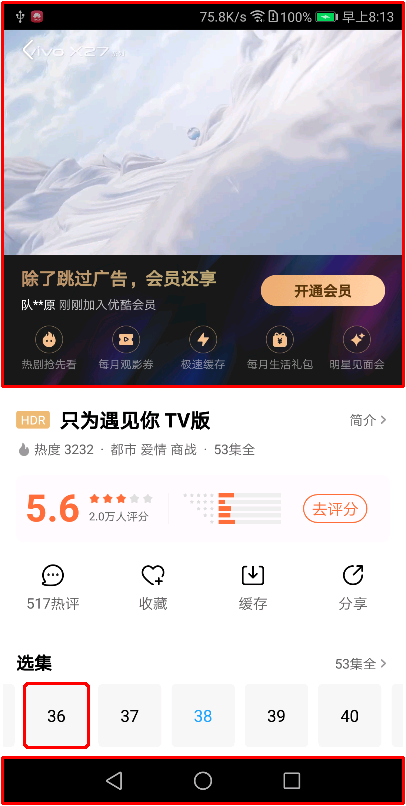 75.8K/s 100% 早上8:13
vivo X27
除了跳过广告，会员还享
队**原 刚刚加入优酷会员
开通会员
热剧抢先看 每月观影券 极速缓存 每月生活礼包 明星见面会
HDR 只为遇见你 TV版 简介 >
热度 3232 · 都市 爱情 商战 · 53集全
5.6 2.0万人评分 去评分
517热评 收藏 缓存 分享
选集 53集全 >
36 37 38 39 40